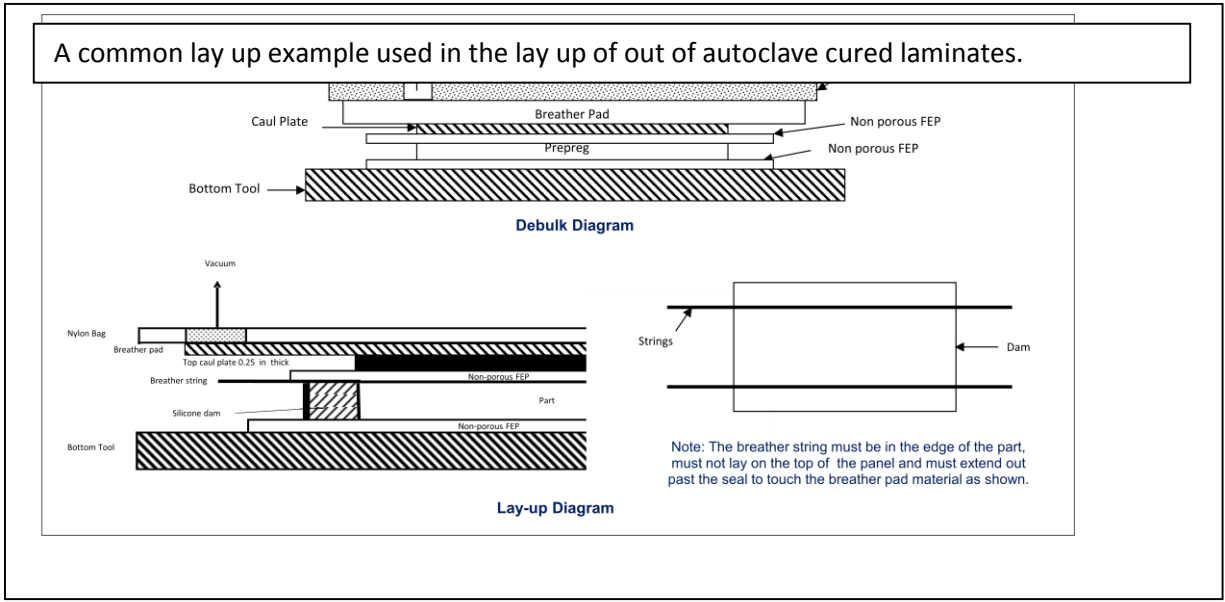 A common lay up example used in the lay up of out of autoclave cured laminates.
Breather Pad
Caul Plate
Non porous FEP
Prepreg
Non porous FEP
Bottom Tool
Debulk Diagram
Vacuum
Nylon Bag
Breather pad
Top caul plate 0.25 in thick
Non-porous FEP
Breather string
Part
Silicone dam
Non-porous FEP
Bottom Tool
Strings
Dam
Note: The breather string must be in the edge of the part,
must not lay on the top of the panel and must extend out
past the seal to touch the breather pad material as shown.
Lay-up Diagram